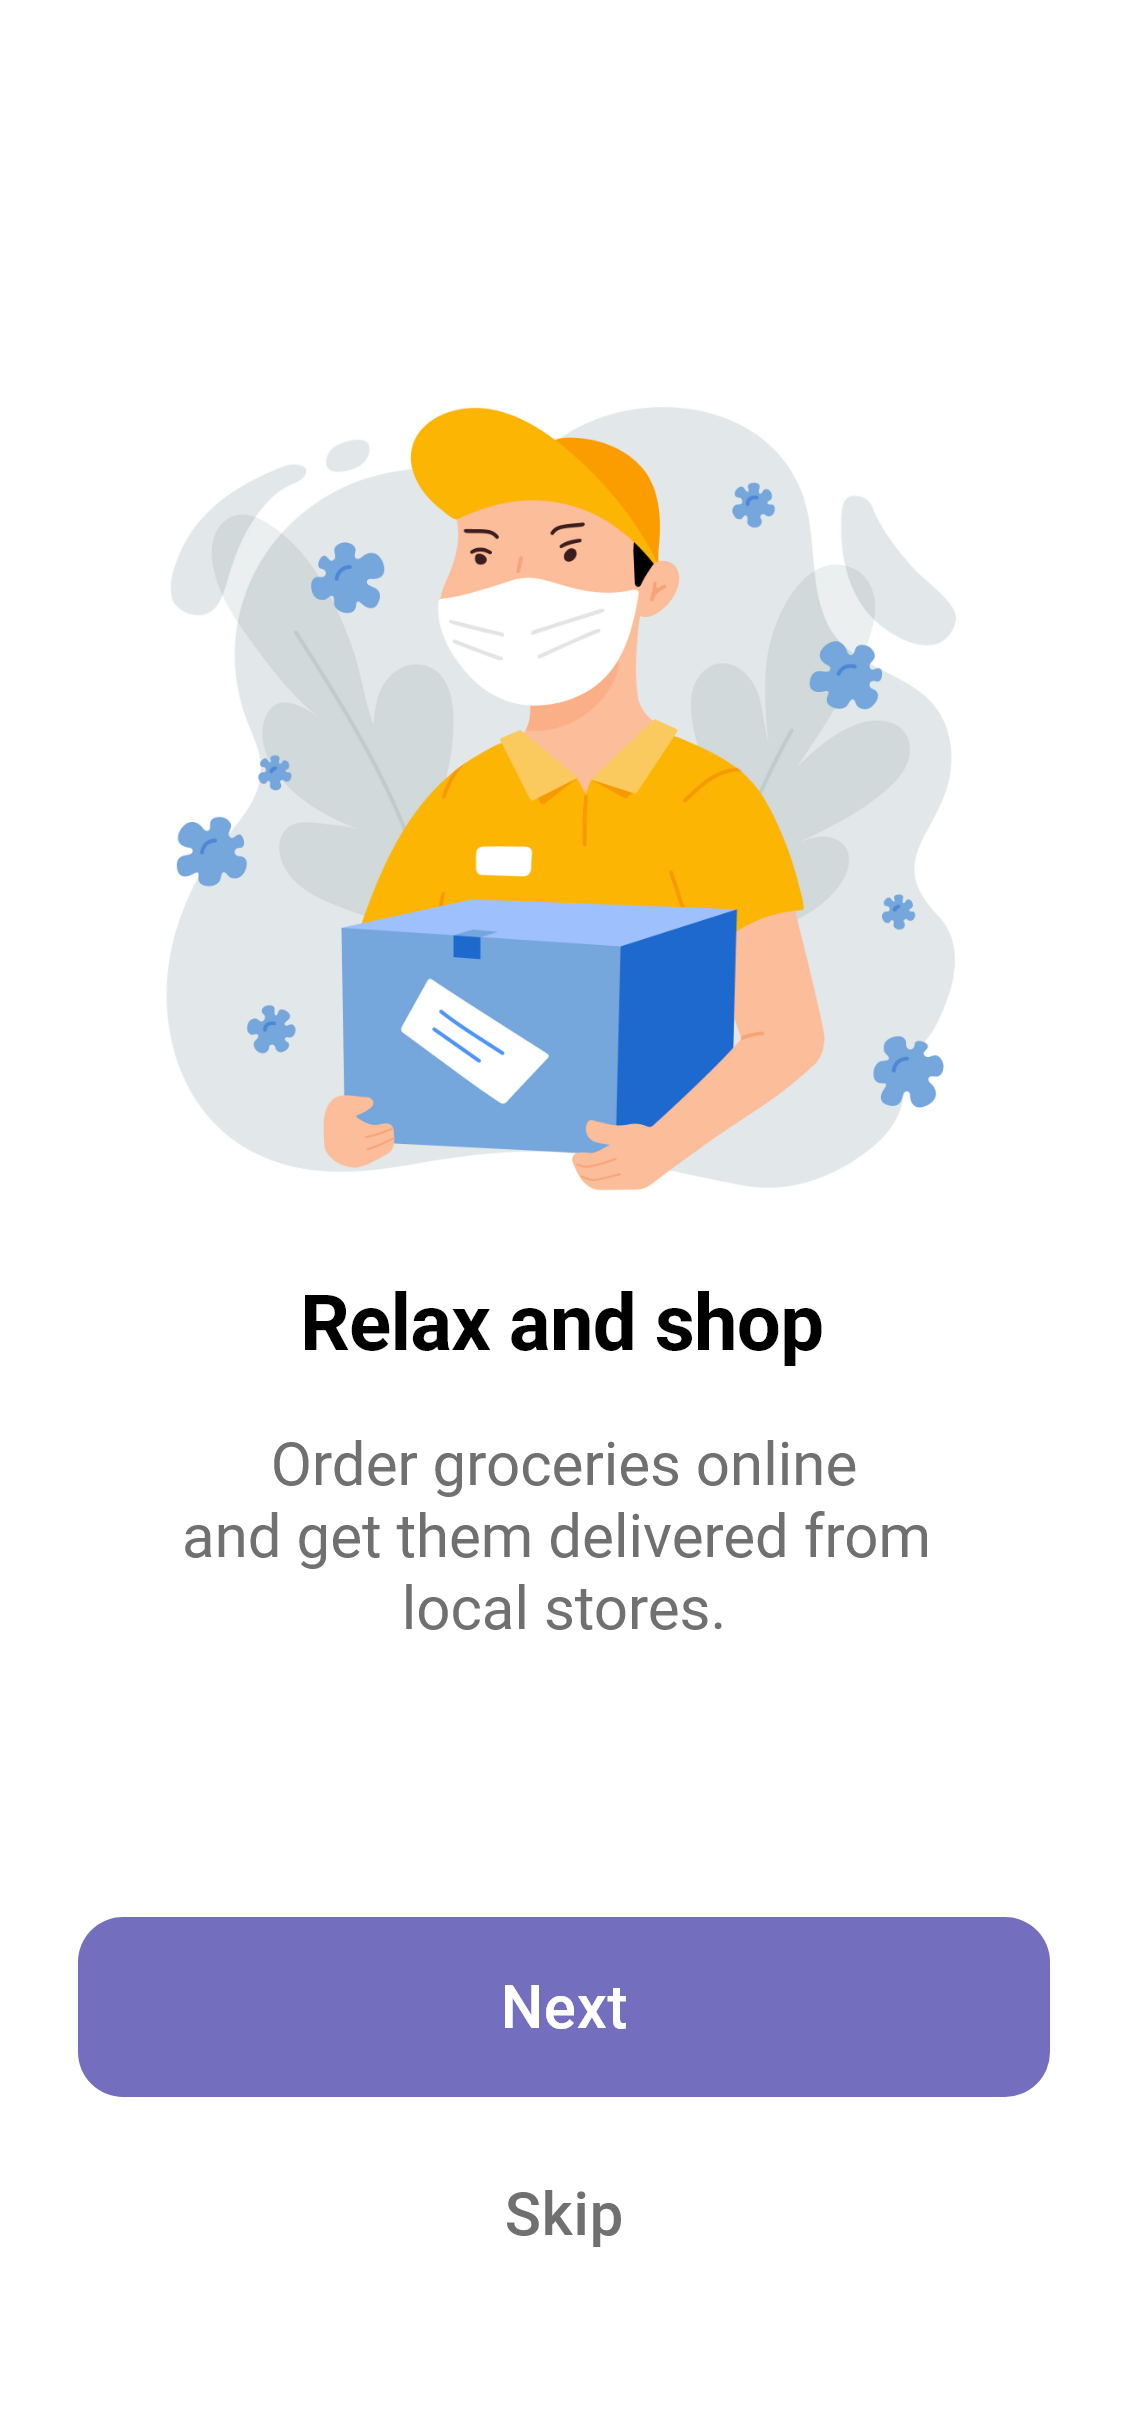 Relax and shop
Order groceries online
and get them delivered from
local stores.
Next
Skip